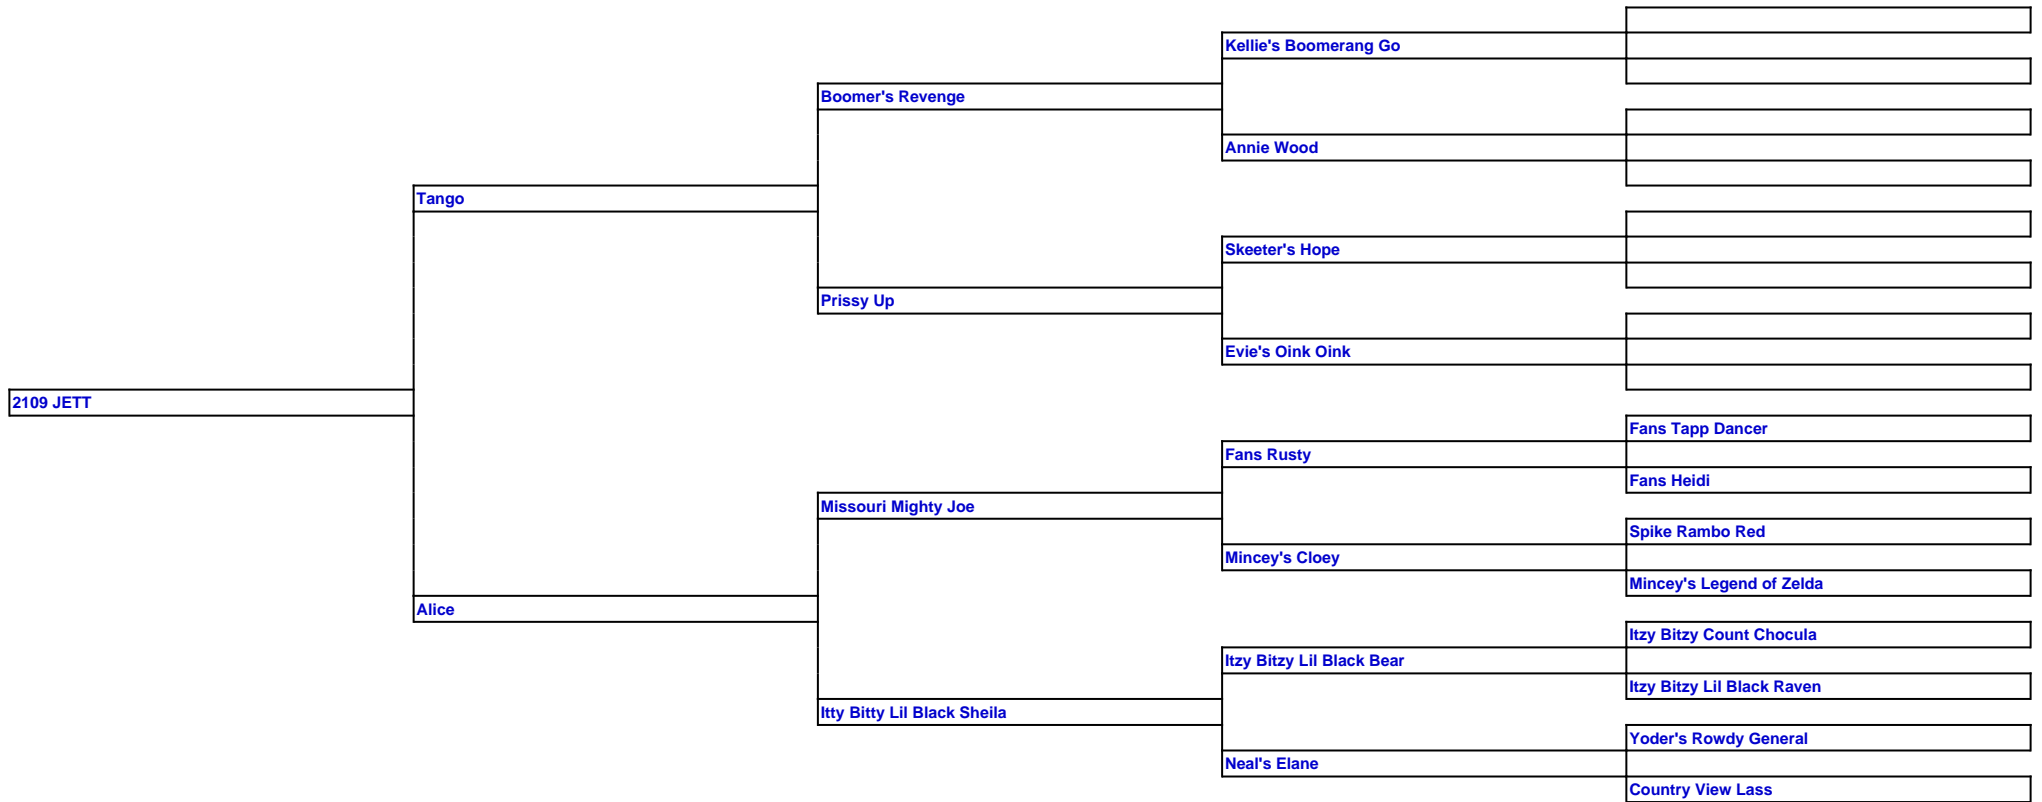 Kellie's Boomerang Go
Boomer's Revenge
Annie Wood
Tango
Skeeter's Hope
Prissy Up
Evie's Oink Oink
2109 JETT
Fans Tapp Dancer
Fans Rusty
Fans Heidi
Missouri Mighty Joe
Spike Rambo Red
Mincey's Cloey
Mincey's Legend of Zelda
Alice
Itzy Bitzy Count Chocula
Itzy Bitzy Lil Black Bear
Itzy Bitzy Lil Black Raven
Itty Bitty Lil Black Sheila
Yoder's Rowdy General
Neal's Elane
Country View Lass